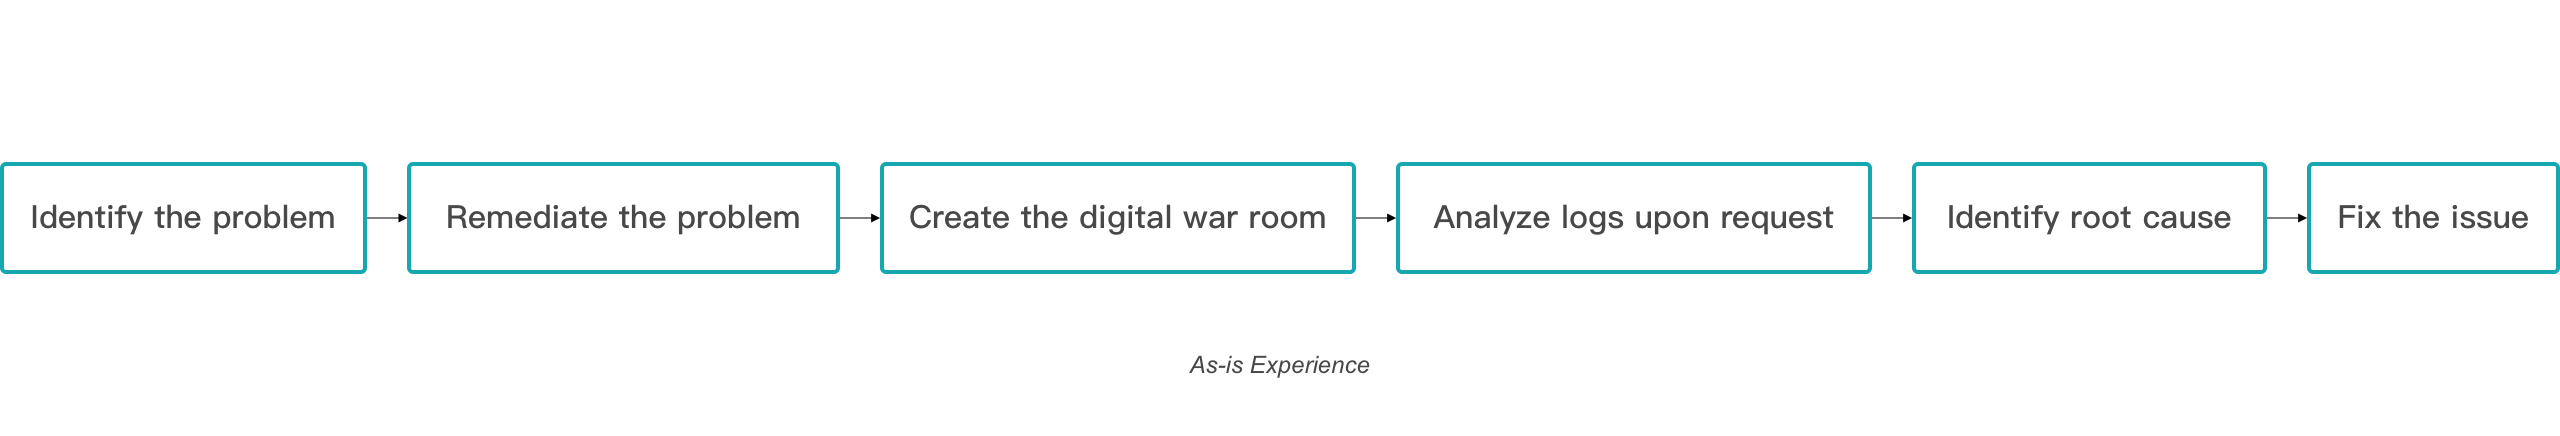 Identify the problem
Remediate the problem
Create the digital war room
Analyze logs upon request
Identify root cause
Fix the issue
As-is Experience